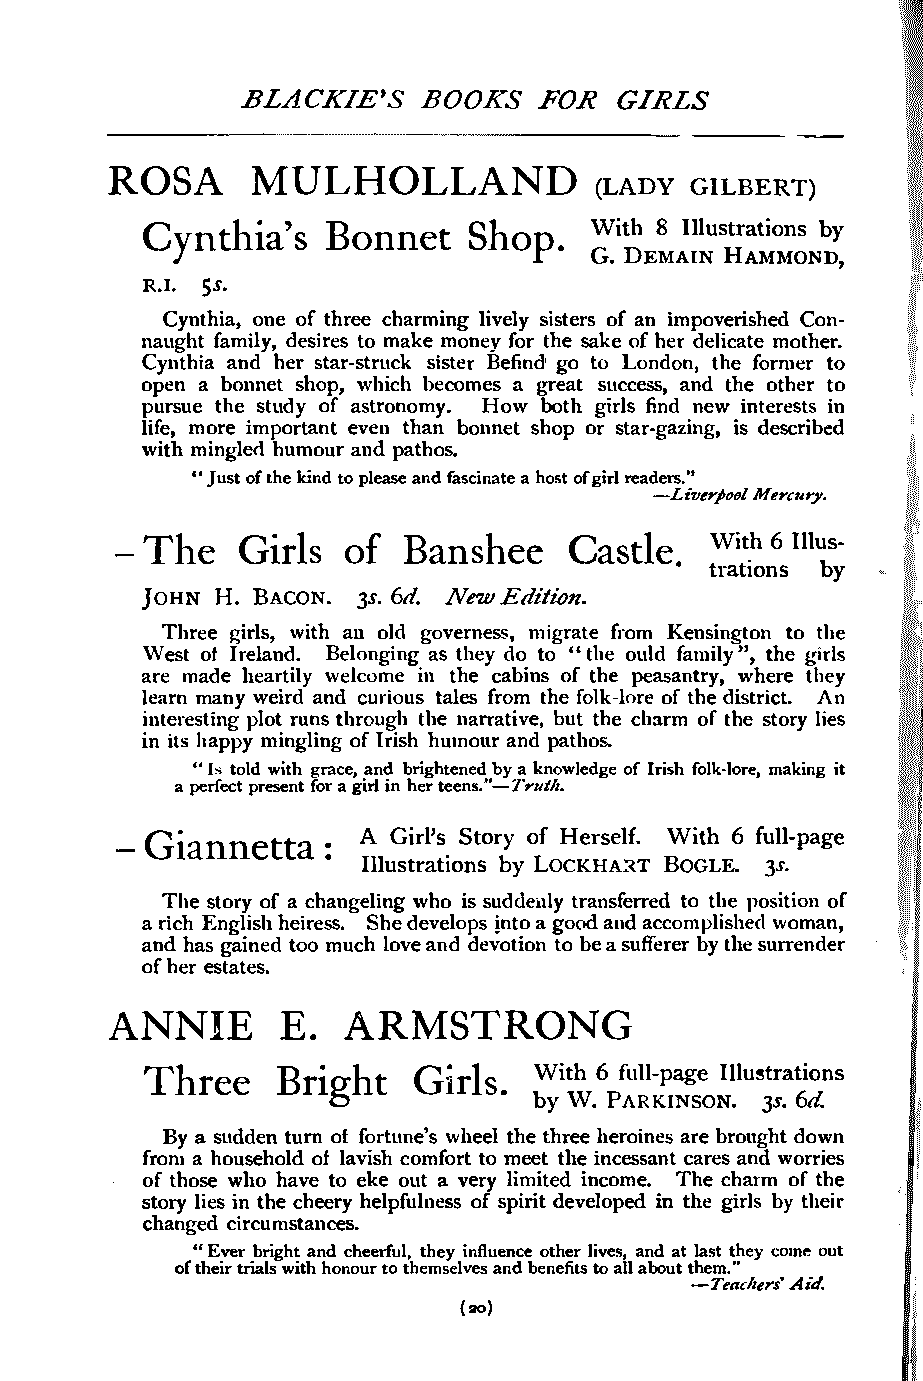 BLACKIE'S BOOKS FOR GIRLS
ROSA MULHOLLAND (LADY GILBERT)
Cynthia's Bonnet Shop. With 8 Illustrations by
G. DEMAIN HAMMOND,
R.I. 5s.
Cynthia, one of three charming lively sisters of an impoverished Con-
naught family, desires to make money for the sake of her delicate mother.
Cynthia and her star-struck sister Befind go to London, the former to
open a bonnet shop, which becomes a great success, and the other to
pursue the study of astronomy. How both girls find new interests in
life, more important even than bonnet shop or star-gazing, is described
with mingled humour and pathos.
"Just of the kind to please and fascinate a host of girl readers."
—Liverpool Mercury.
– The Girls of Banshee Castle. With 6 Illus-
trations by
JOHN H. BACON. 3s. 6d. New Edition.
Three girls, with an old governess, migrate from Kensington to the
West of Ireland. Belonging as they do to "the ould family", the girls
are made heartily welcome in the cabins of the peasantry, where they
learn many weird and curious tales from the folk-lore of the district. An
interesting plot runs through the narrative, but the charm of the story lies
in its happy mingling of Irish humour and pathos.
"Is told with grace, and brightened by a knowledge of Irish folk-lore, making it
a perfect present for a girl in her teens."—Truth.
– Giannetta: A Girl's Story of Herself. With 6 full-page
Illustrations by LOCKHART BOGLE. 3s.
The story of a changeling who is suddenly transferred to the position of
a rich English heiress. She develops into a good and accomplished woman,
and has gained too much love and devotion to be a sufferer by the surrender
of her estates.
ANNIE E. ARMSTRONG
Three Bright Girls. With 6 full-page Illustrations
by W. PARKINSON. 3s. 6d.
By a sudden turn of fortune's wheel the three heroines are brought down
from a household of lavish comfort to meet the incessant cares and worries
of those who have to eke out a very limited income. The charm of the
story lies in the cheery helpfulness of spirit developed in the girls by their
changed circumstances.
"Ever bright and cheerful, they influence other lives, and at last they come out
of their trials with honour to themselves and benefits to all about them."
—Teachers' Aid.
(20)